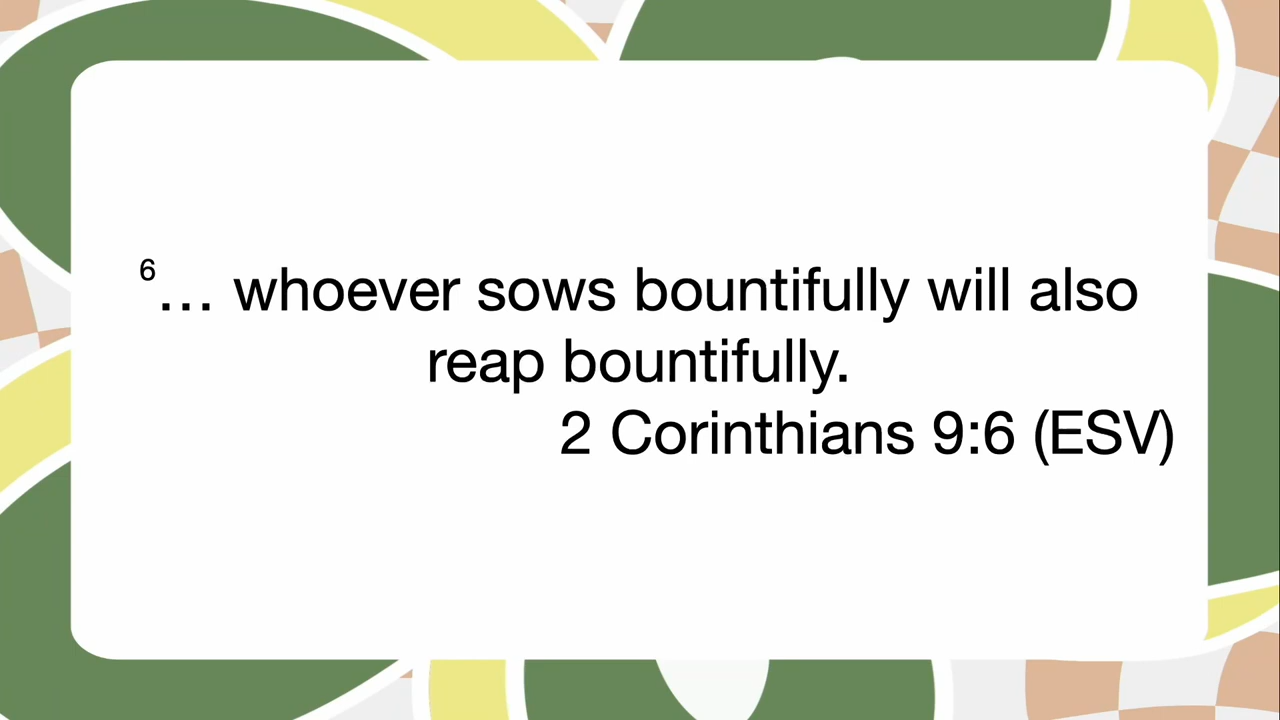 ⁶… whoever sows bountifully will also
reap bountifully.
2 Corinthians 9:6 (ESV)